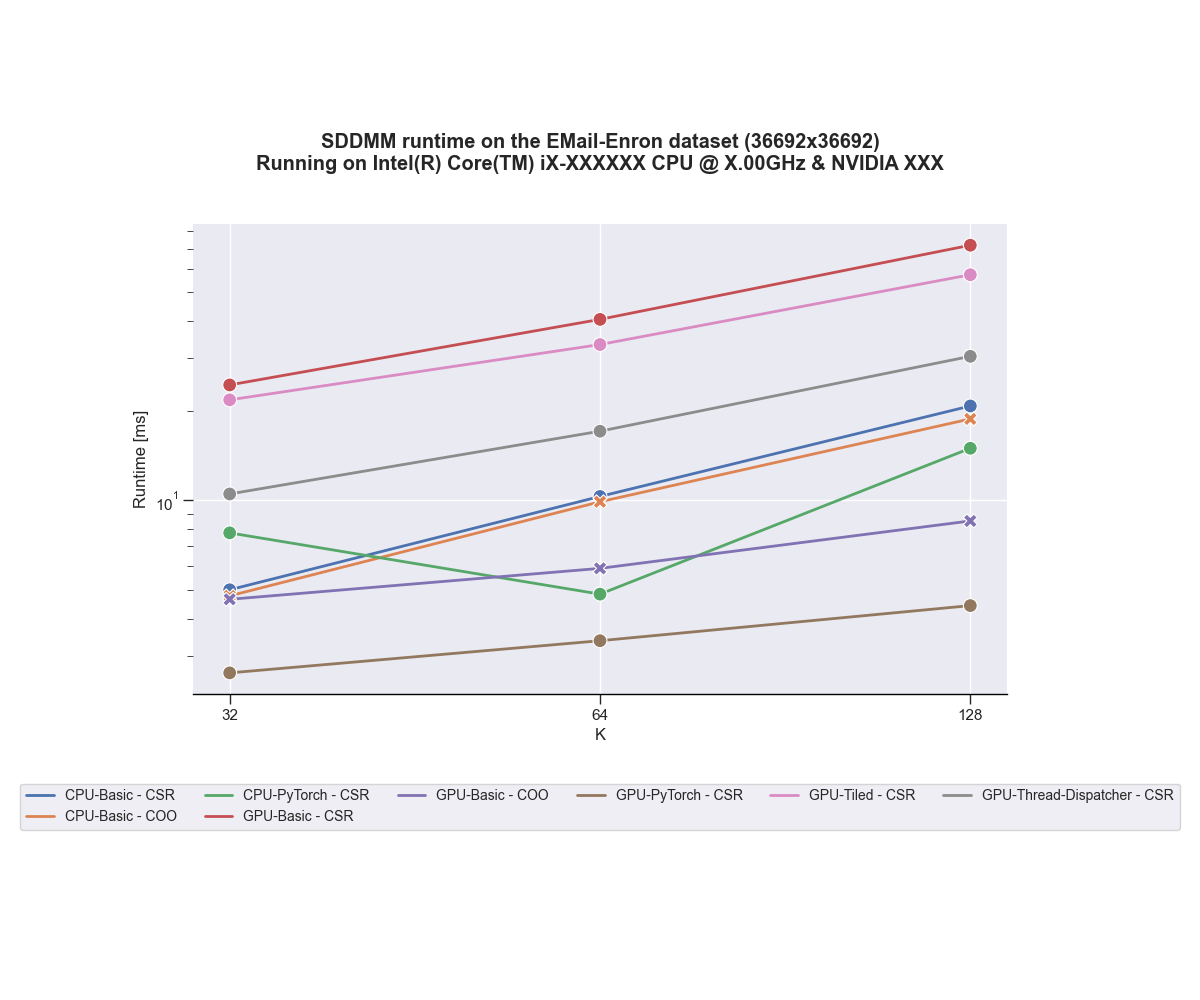 SDDMM runtime on the EMail-Enron dataset (36692x36692)
Running on Intel(R) Core(TM) iX-XXXXXX CPU @ X.00GHz & NVIDIA XXX
Runtime [ms]
10^1
32 64 128
K
CPU-Basic - CSR CPU-PyTorch - CSR GPU-Basic - COO GPU-PyTorch - CSR GPU-Tiled - CSR GPU-Thread-Dispatcher - CSR
CPU-Basic - COO GPU-Basic - CSR